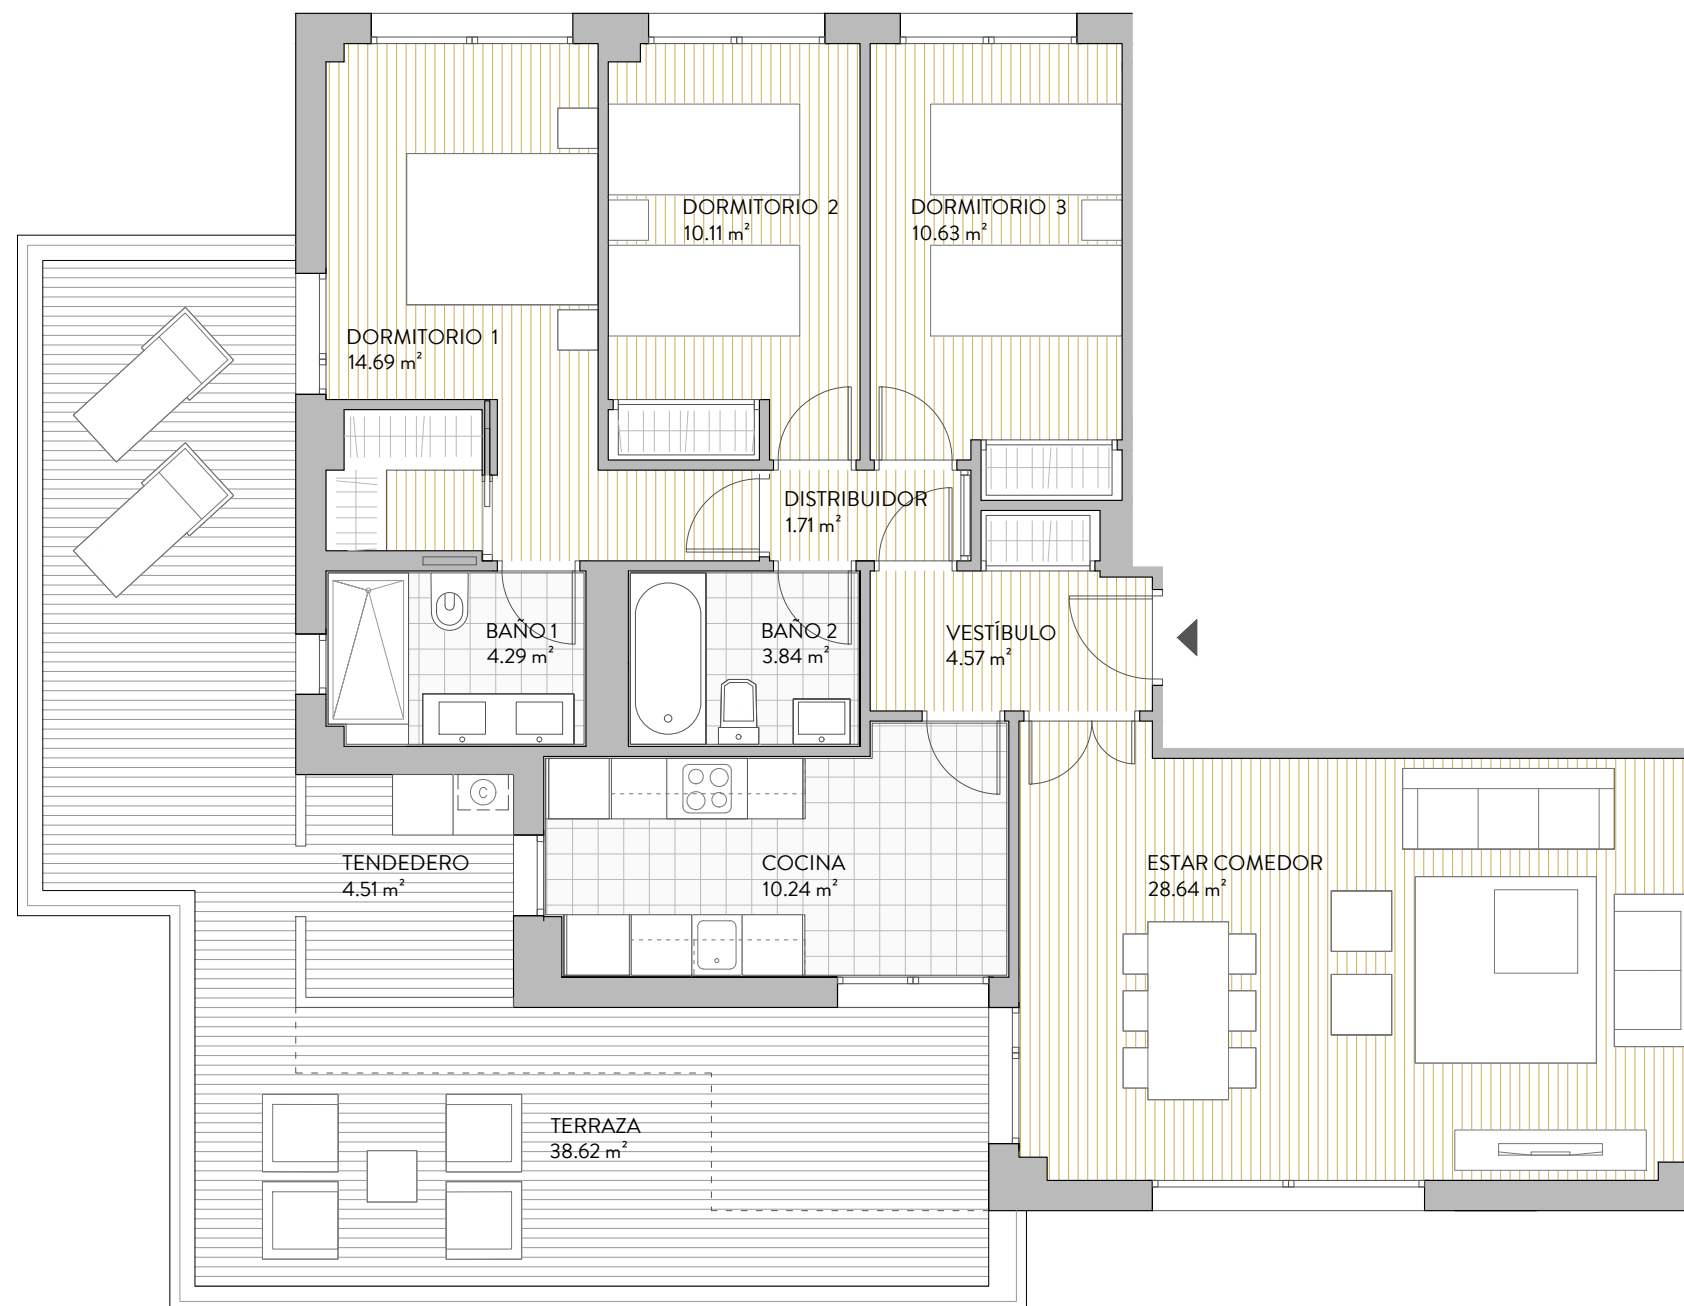 DORMITORIO 2
10.11 m²
DORMITORIO 3
10.63 m²
DORMITORIO 1
14.69 m²
DISTRIBUIDOR
1.71 m²
BAÑO 1
4.29 m²
BAÑO 2
3.84 m²
VESTÍBULO
4.57 m²
C
TENDEDERO
4.51 m²
COCINA
10.24 m²
ESTAR COMEDOR
28.64 m²
TERRAZA
38.62 m²